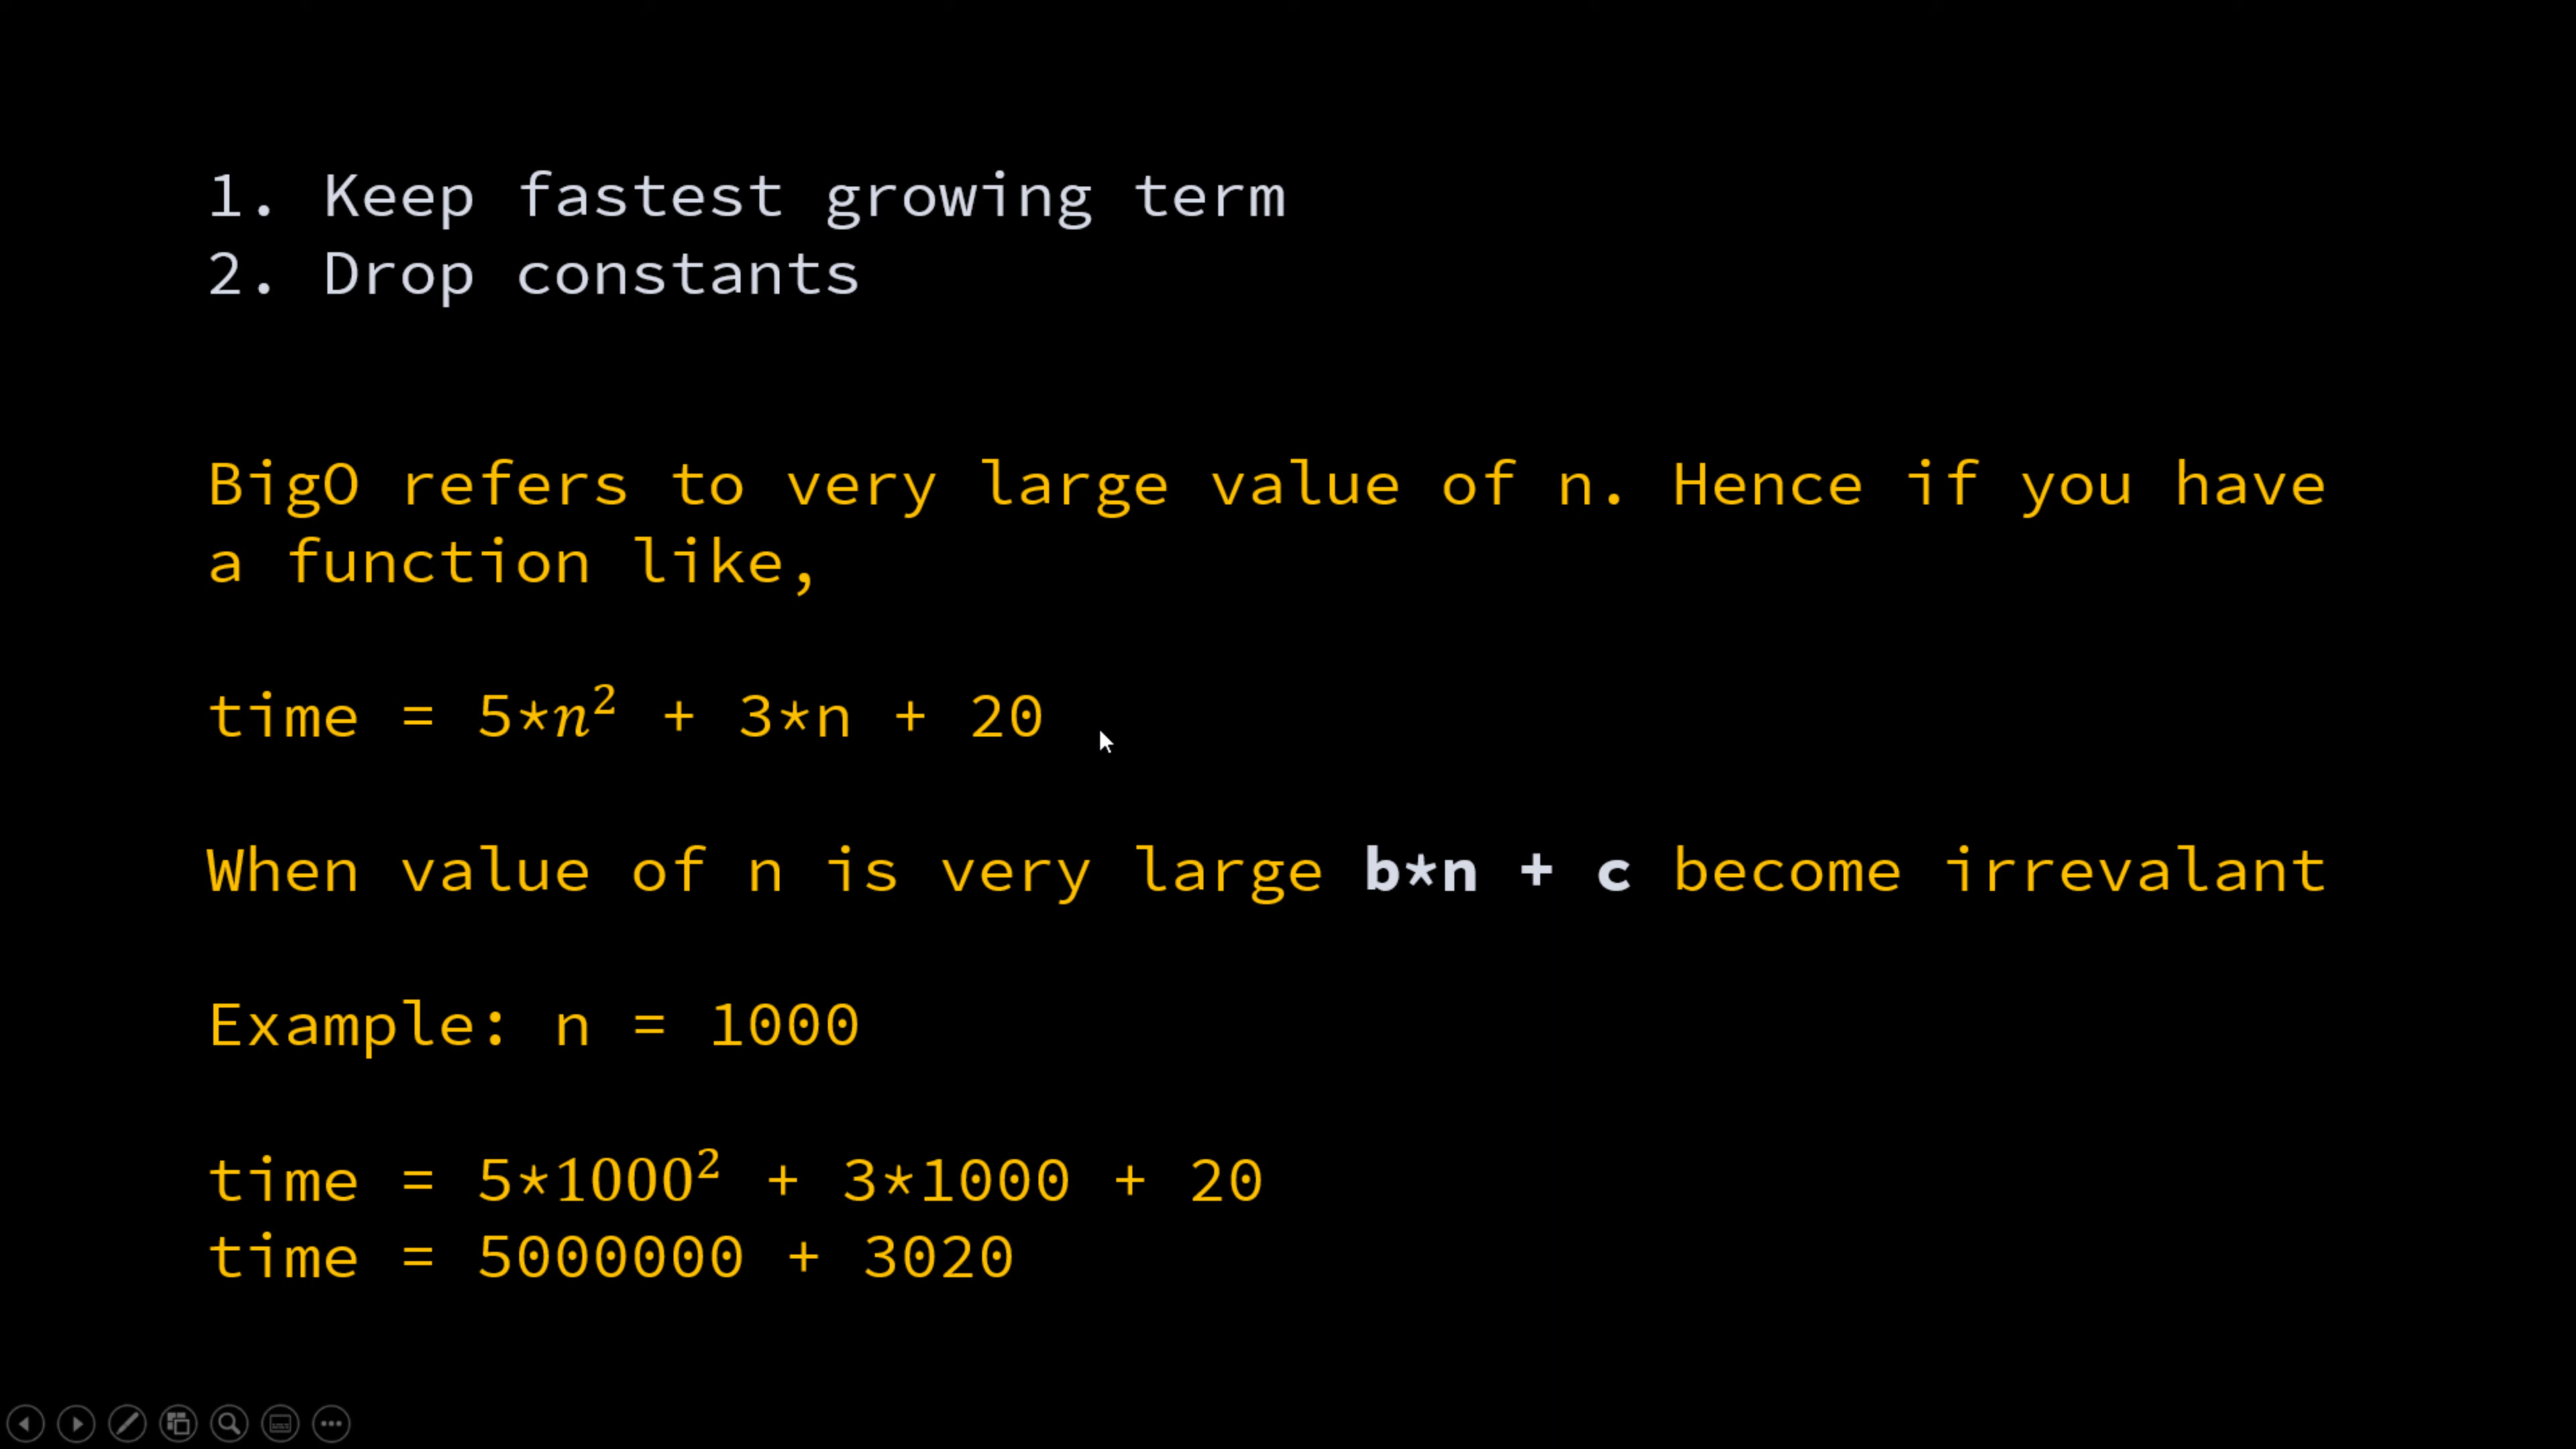 1. Keep fastest growing term
2. Drop constants
BigO refers to very large value of n. Hence if you have
a function like,
time = 5*n² + 3*n + 20
When value of n is very large b*n + c become irrevalant
Example: n = 1000
time = 5*1000² + 3*1000 + 20
time = 5000000 + 3020